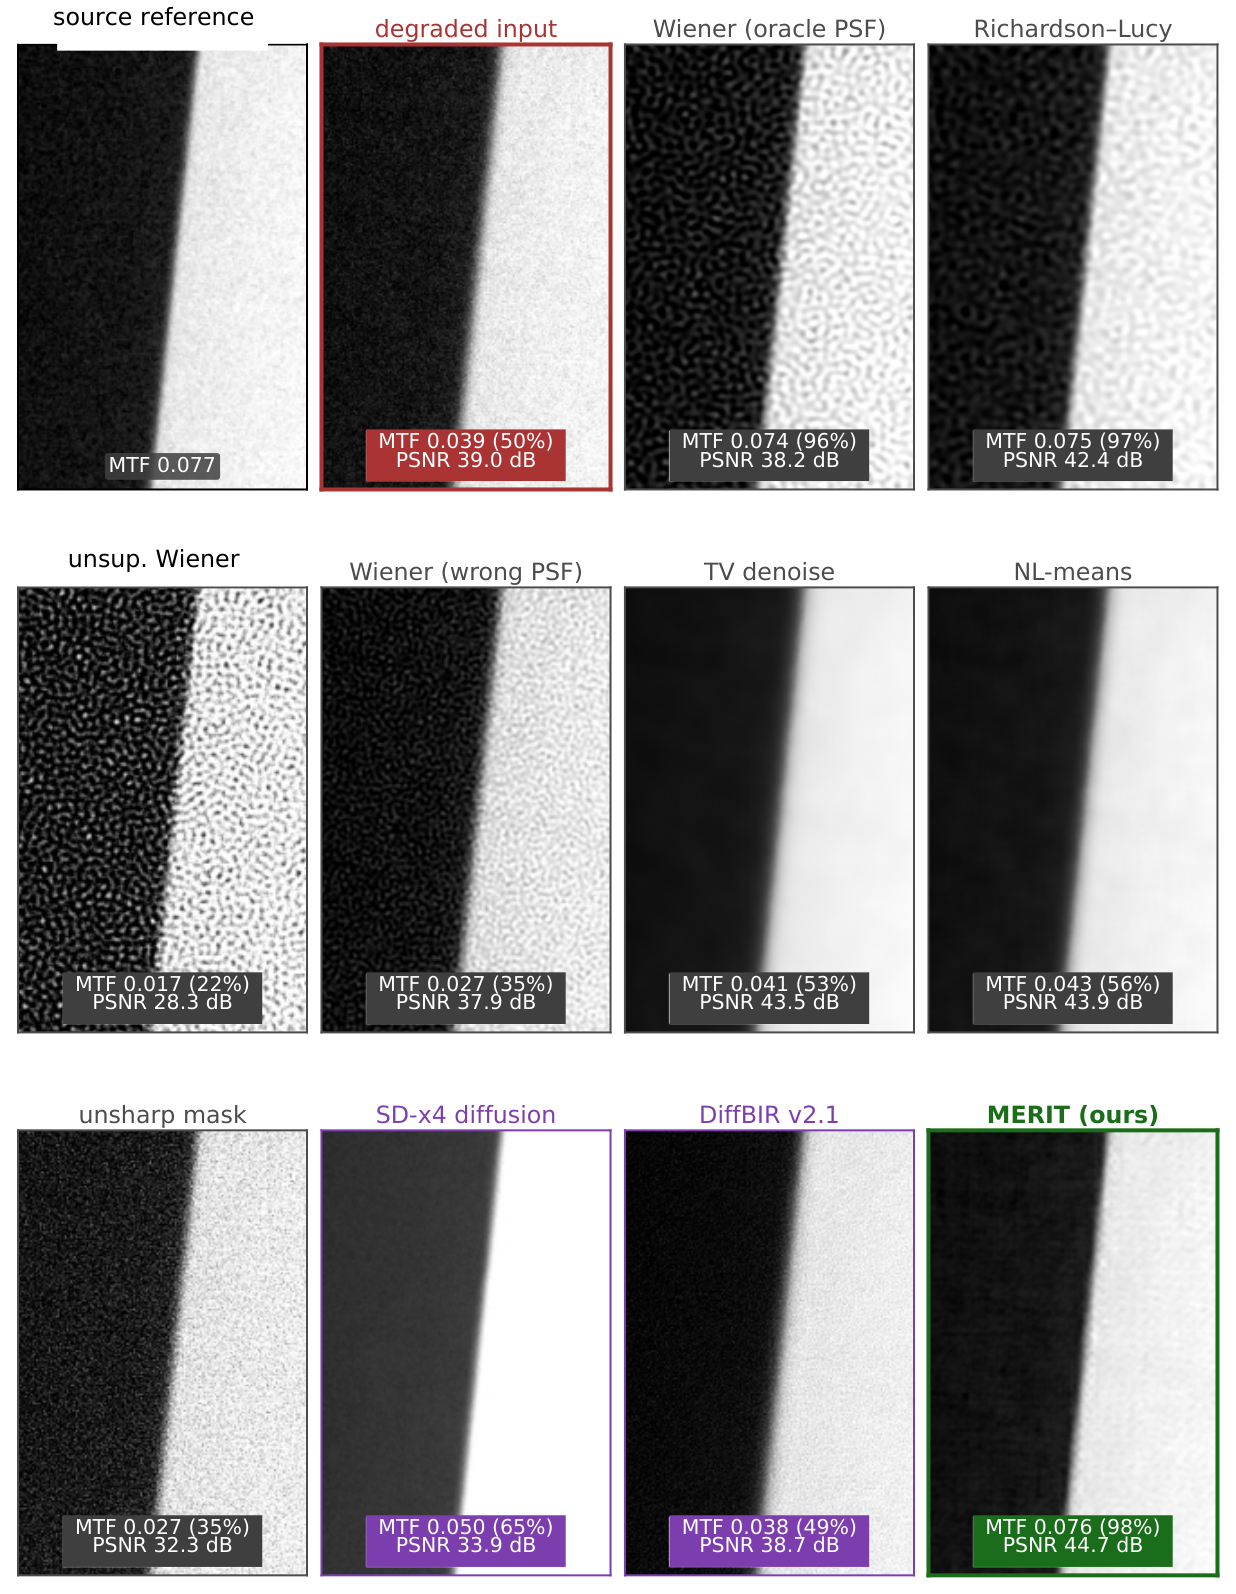 source reference
degraded input
Wiener (oracle PSF)
Richardson–Lucy
MTF 0.077
MTF 0.039 (50%)
PSNR 39.0 dB
MTF 0.074 (96%)
PSNR 38.2 dB
MTF 0.075 (97%)
PSNR 42.4 dB
unsup. Wiener
Wiener (wrong PSF)
TV denoise
NL-means
MTF 0.017 (22%)
PSNR 28.3 dB
MTF 0.027 (35%)
PSNR 37.9 dB
MTF 0.041 (53%)
PSNR 43.5 dB
MTF 0.043 (56%)
PSNR 43.9 dB
unsharp mask
SD-x4 diffusion
DiffBIR v2.1
MERIT (ours)
MTF 0.027 (35%)
PSNR 32.3 dB
MTF 0.050 (65%)
PSNR 33.9 dB
MTF 0.038 (49%)
PSNR 38.7 dB
MTF 0.076 (98%)
PSNR 44.7 dB